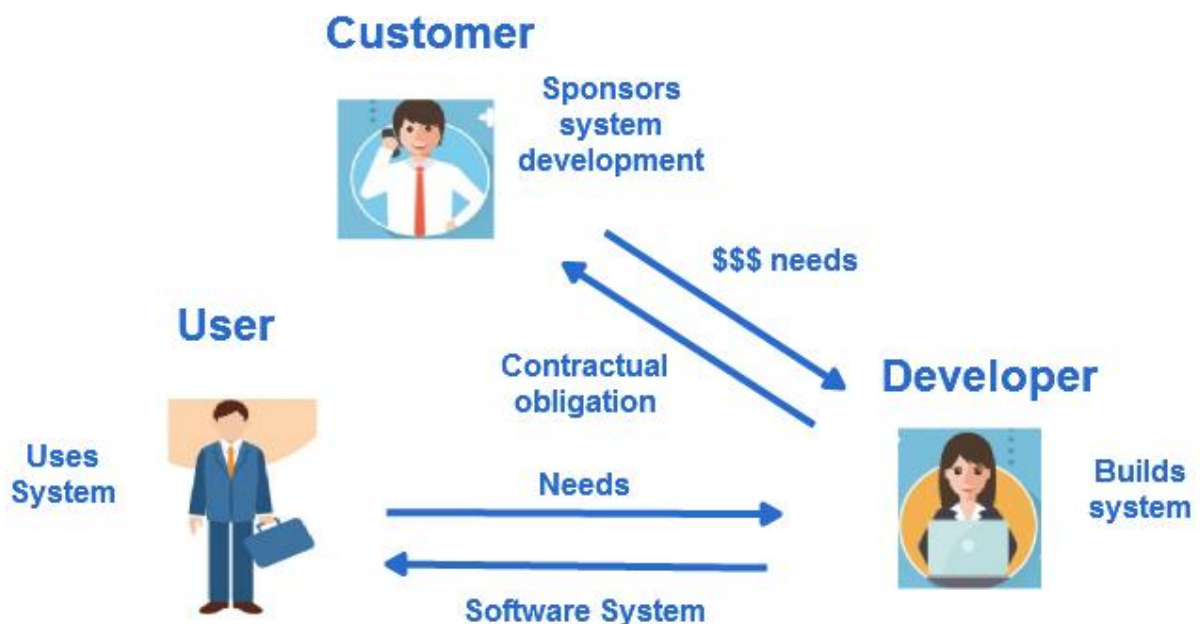 Customer
Sponsors
system
development
$$$ needs
User
Contractual
obligation
Developer
Uses
System
Needs
Builds
system
Software System